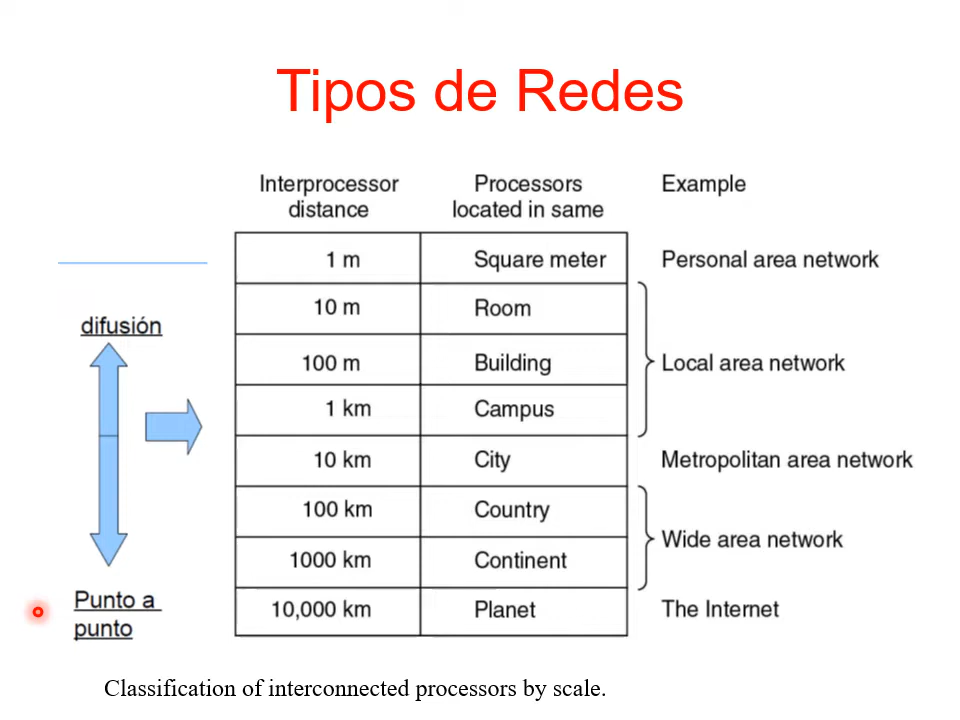 Tipos de Redes
Interprocessor distance
Processors located in same
Example
1 m Square meter Personal area network
difusión
10 m Room
100 m Building Local area network
1 km Campus
10 km City Metropolitan area network
100 km Country
Wide area network
1000 km Continent
Punto a
punto
10,000 km Planet The Internet
Classification of interconnected processors by scale.